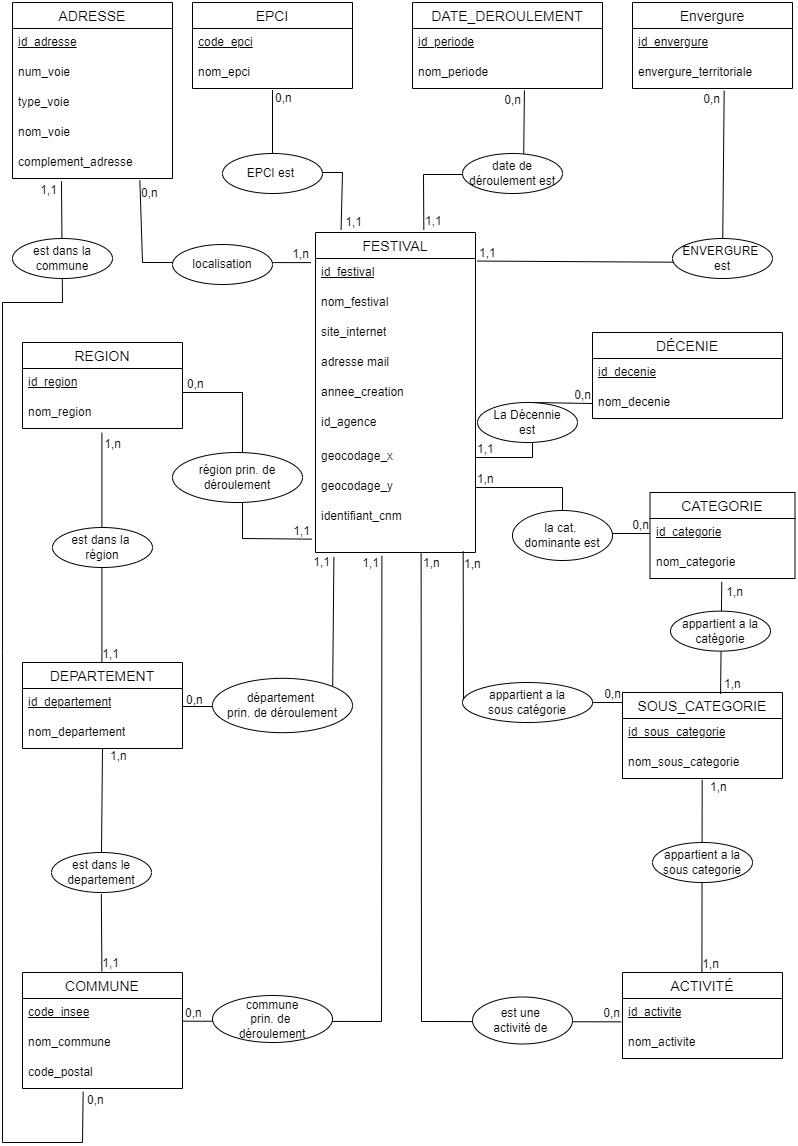 ADRESSE
id_adresse
num_voie
type_voie
nom_voie
complement_adresse
EPCI
code_epci
nom_epci
DATE_DEROULEMENT
id_periode
nom_periode
Envergure
id_envergure
envergure_territoriale
0,n
0,n
0,n
1,1
0,n
EPCI est
date de
déroulement est
1,1
1,1
est dans la
commune
localisation
1,n
1,1
ENVERGURE
est
FESTIVAL
id_festival
nom_festival
site_internet
adresse mail
annee_creation
id_agence
geocodage_x
geocodage_y
identifiant_cnm
REGION
id_region
nom_region
0,n
1,n
région prin. de
déroulement
1,1
est dans la
région
1,1
DÉCENIE
id_decenie
nom_decenie
0,n
La Décennie
est
1,1
1,n
la cat.
dominante est
0,n
CATEGORIE
id_categorie
nom_categorie
1,n
appartient a la
catégorie
1,n
1,1
1,1
1,n
1,n
DEPARTEMENT
id_departement
nom_departement
0,n
département
prin. de déroulement
1,n
appartient a la
sous catégorie
0,n
SOUS_CATEGORIE
id_sous_categorie
nom_sous_categorie
1,n
est dans le
departement
1,1
appartient a la
sous categorie
1,n
COMMUNE
code_insee
nom_commune
code_postal
0,n
commune
prin. de
déroulement
0,n
est une
activité de
0,n
ACTIVITÉ
id_activite
nom_activite